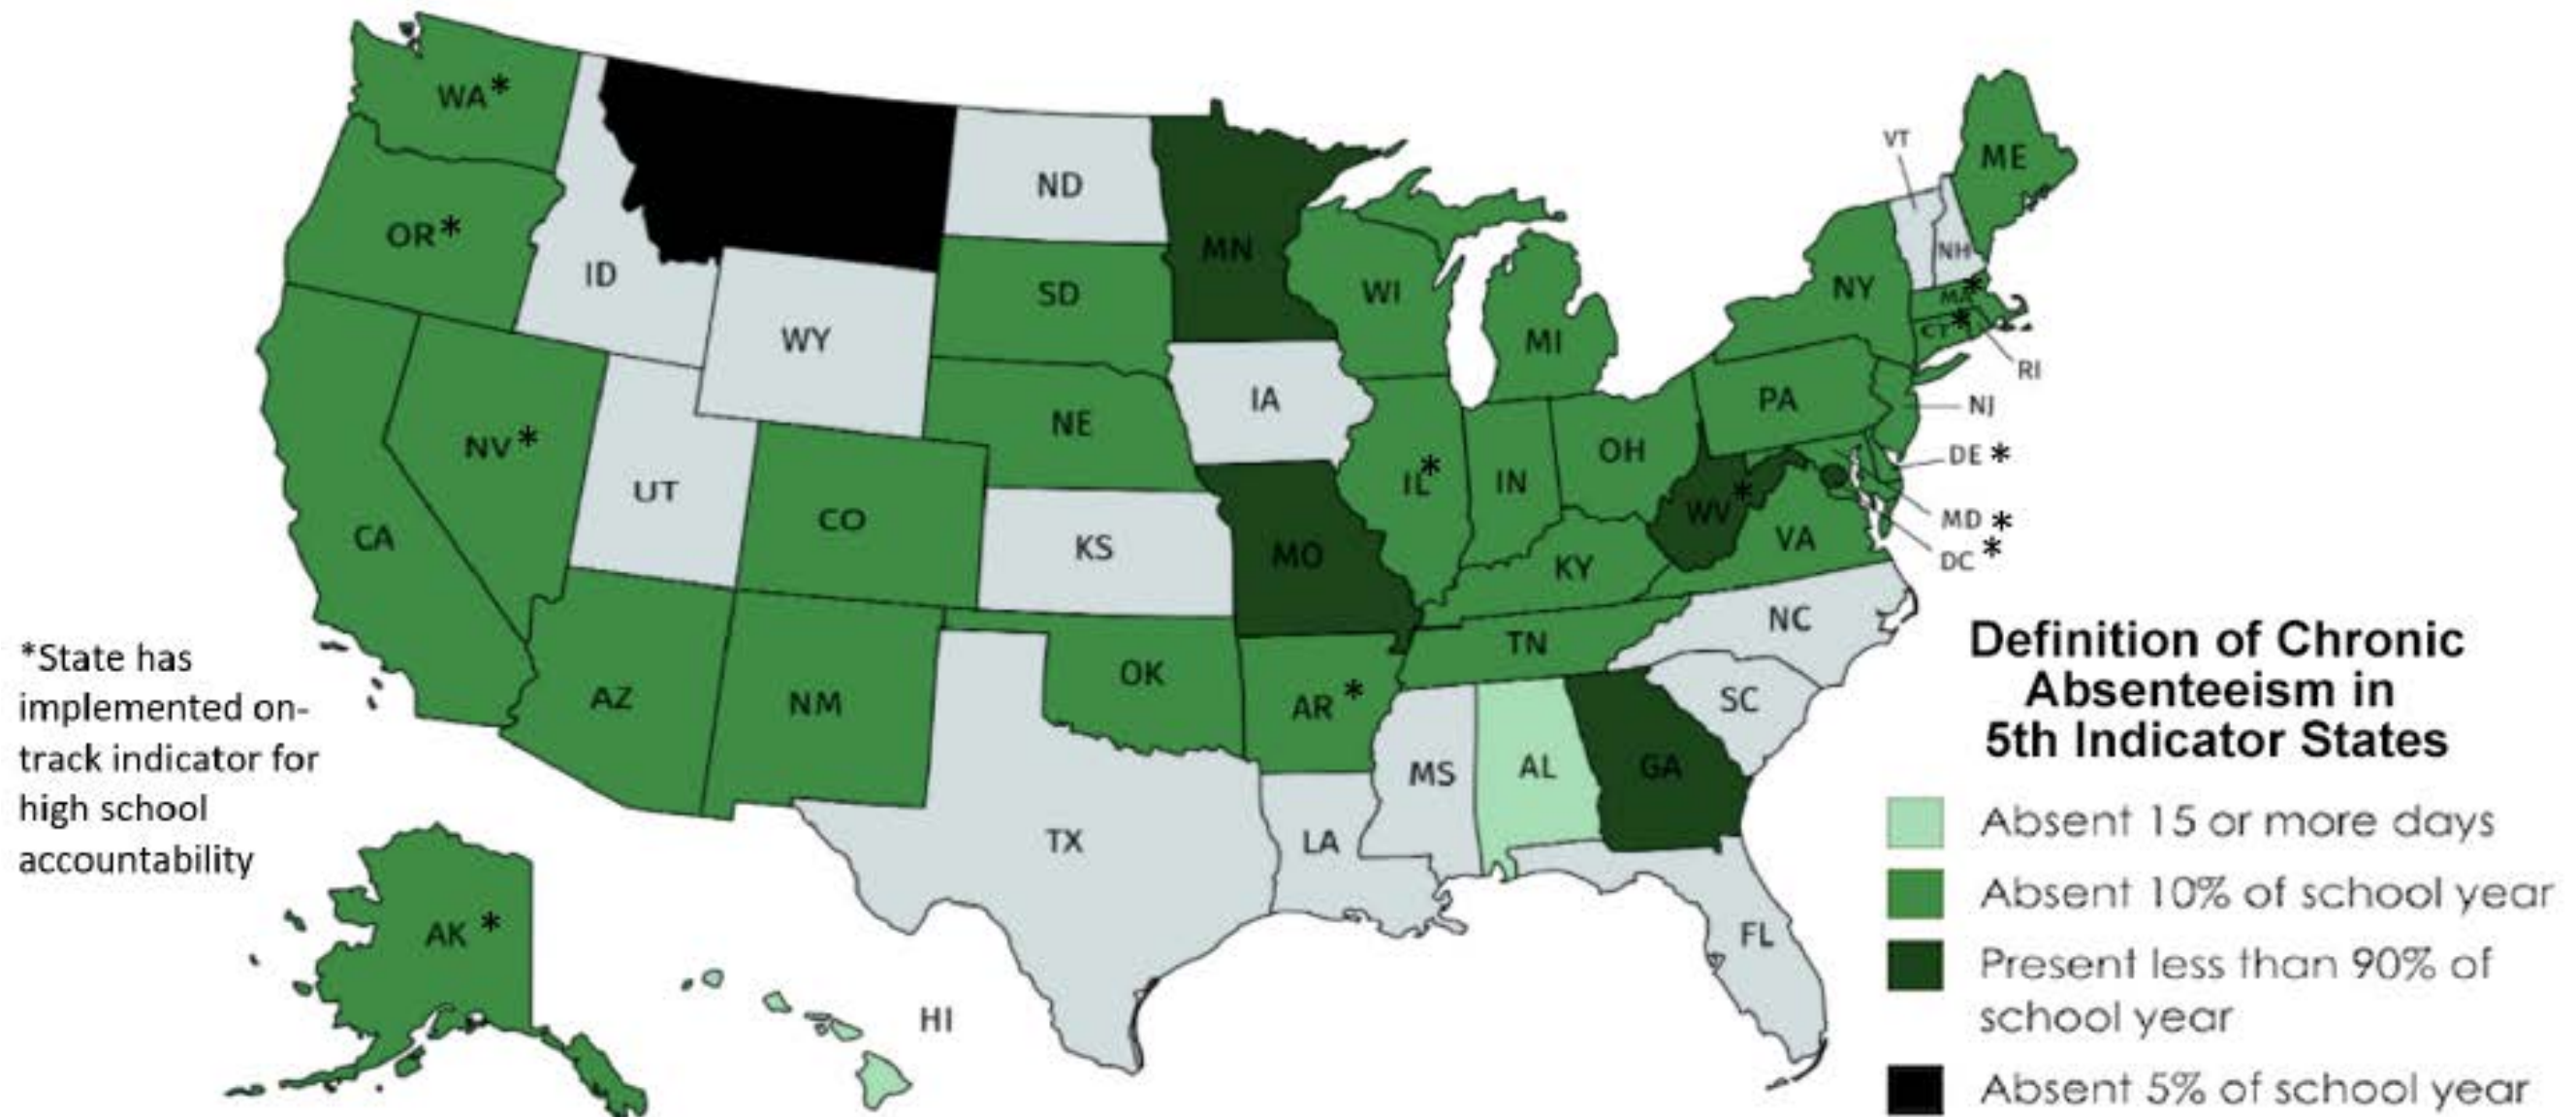 WA*
VT
ME
ND
OR*
MN
NH
ID
SD
WI
NY
MA*
CT*
WY
MI
RI
IA
PA
NJ
NE
NV*
OH
DE *
IL*
IN
UT
WV*
CO
MD *
CA
KS
MO
VA
DC *
KY
NC
TN
*State has
implemented on-
track indicator for
high school
accountability
OK
AZ
NM
AR *
SC
MS
AL
GA
TX
LA
FL
AK *
HI
Definition of Chronic
Absenteeism in
5th Indicator States
Absent 15 or more days
Absent 10% of school year
Present less than 90% of
school year
Absent 5% of school year